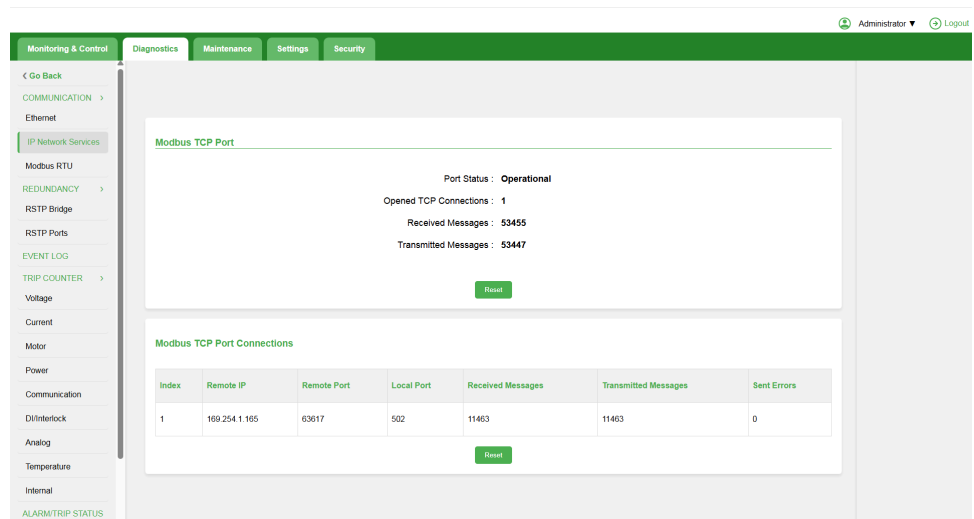 Administrator ▼ Logout
Monitoring & Control Diagnostics Maintenance Settings Security
< Go Back
COMMUNICATION >
Ethernet
IP Network Services
Modbus RTU
REDUNDANCY >
RSTP Bridge
RSTP Ports
EVENT LOG
TRIP COUNTER >
Voltage
Current
Motor
Power
Communication
DI/Interlock
Analog
Temperature
Internal
ALARM/TRIP STATUS
Modbus TCP Port
Port Status : Operational
Opened TCP Connections : 1
Received Messages : 53455
Transmitted Messages : 53447
Reset
Modbus TCP Port Connections
Index Remote IP Remote Port Local Port Received Messages Transmitted Messages Sent Errors
1 169.254.1.165 63617 502 11463 11463 0
Reset